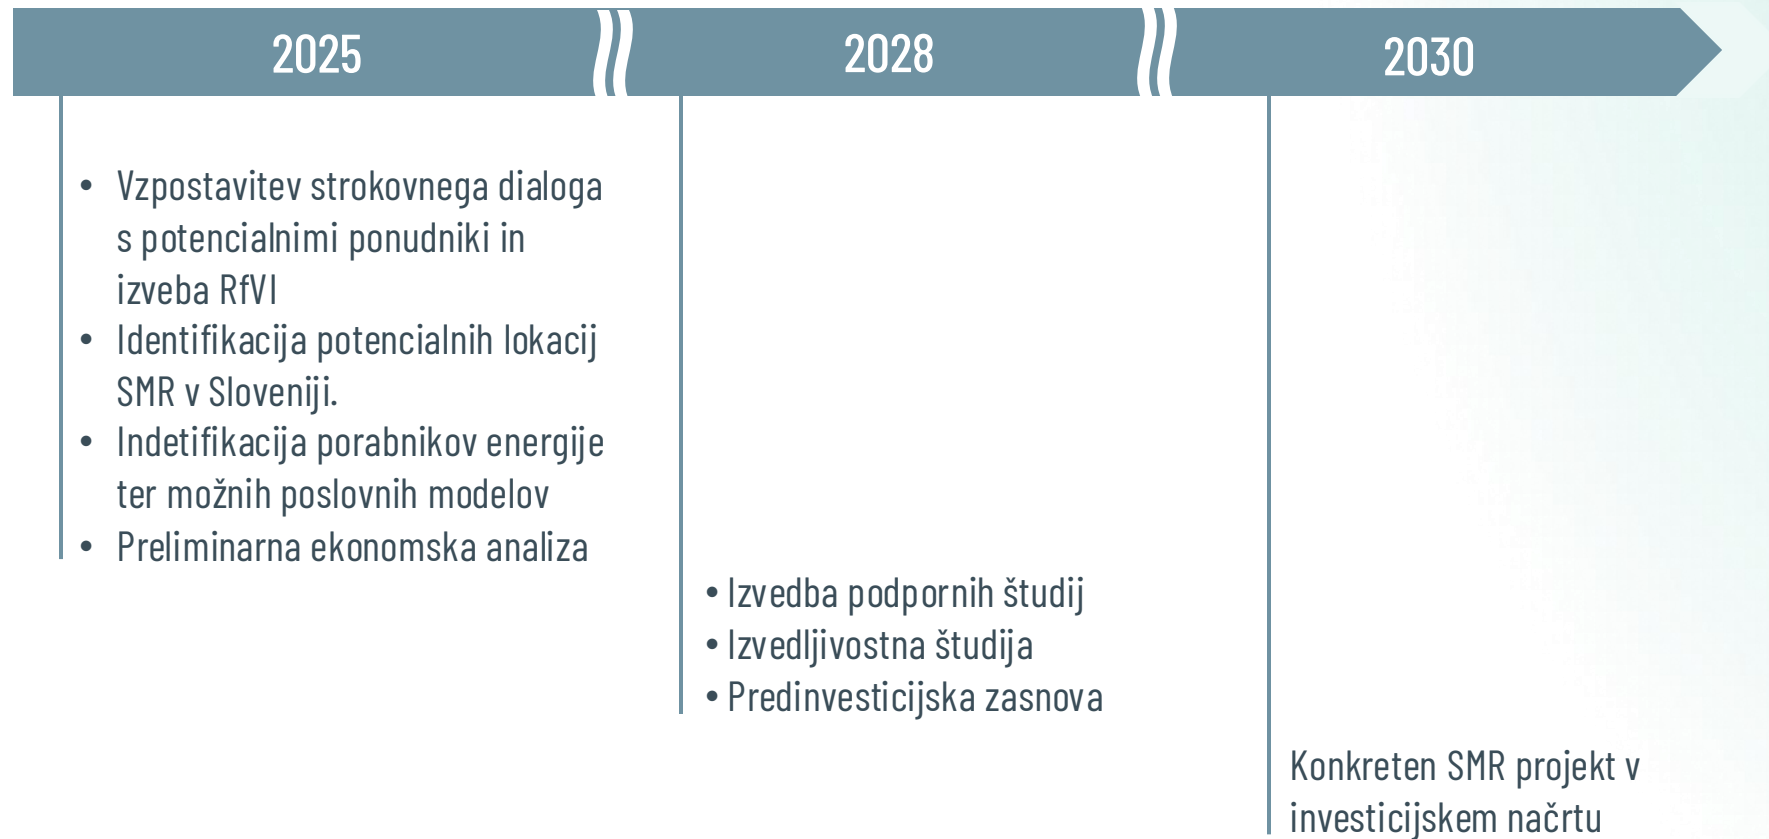 2025
2028
2030
• Vzpostavitev strokovnega dialoga
s potencialnimi ponudniki in
izveba RfVI
• Identifikacija potencialnih lokacij
SMR v Sloveniji.
• Indetifikacija porabnikov energije
ter možnih poslovnih modelov
• Preliminarna ekonomska analiza
• Izvedba podpornih študij
• Izvedljivostna študija
• Predinvesticijska zasnova
Konkreten SMR projekt v
investicijskem načrtu